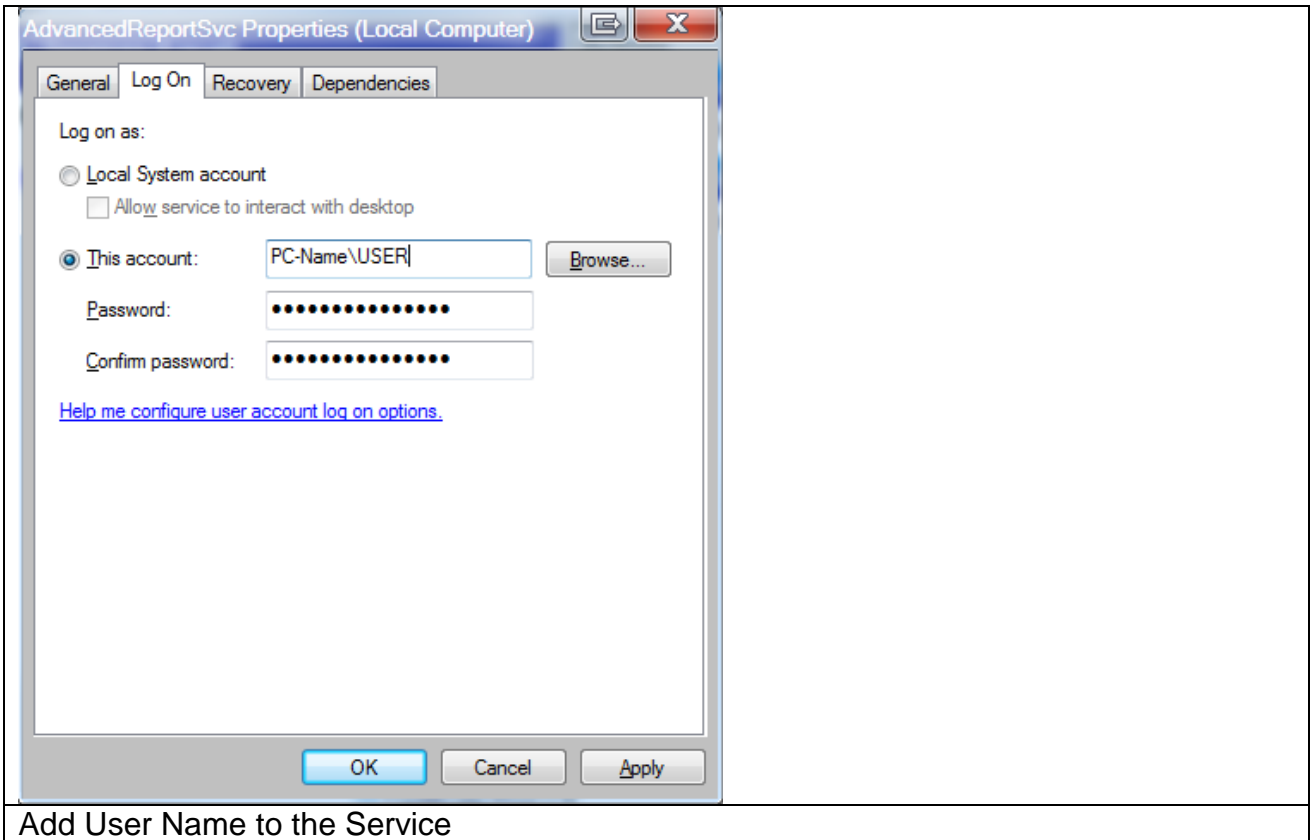 AdvancedReportSvc Properties (Local Computer)
General Log On Recovery Dependencies
Log on as:
Local System account
Allow service to interact with desktop
This account: PC-Name\USER Browse...
Password: •••••••••••••••
Confirm password: •••••••••••••••
Help me configure user account log on options.
OK Cancel Apply
Add User Name to the Service